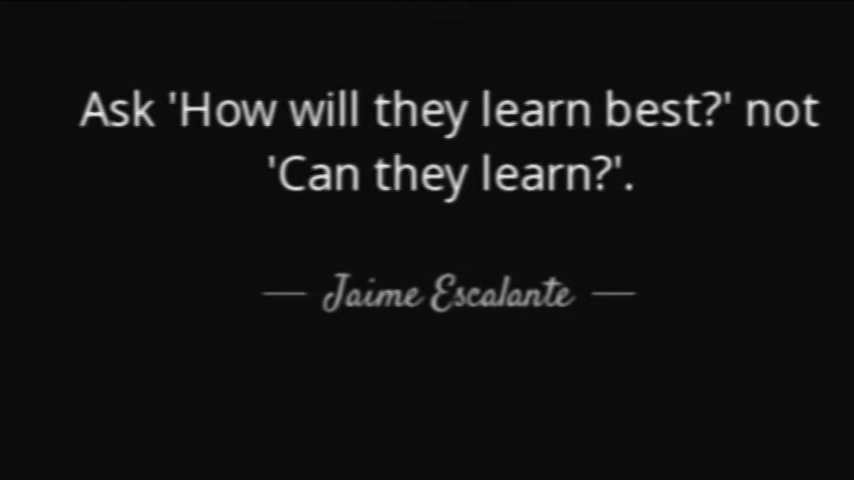 Ask 'How will they learn best?' not
'Can they learn?'.
— Jaime Escalante —